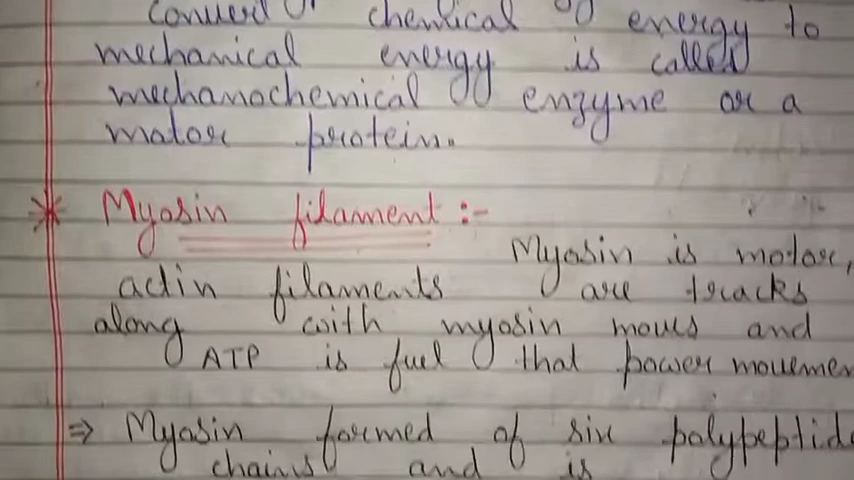 chemical energy to
mechanical energy is called
mechanochemical enzyme or a
motor protein.
Myosin filament :-
Myosin is motor,
actin filaments are tracks
along with myosin moves and
ATP is fuel that power movemen
⇒ Myosin formed of six polypeptide
chains and is